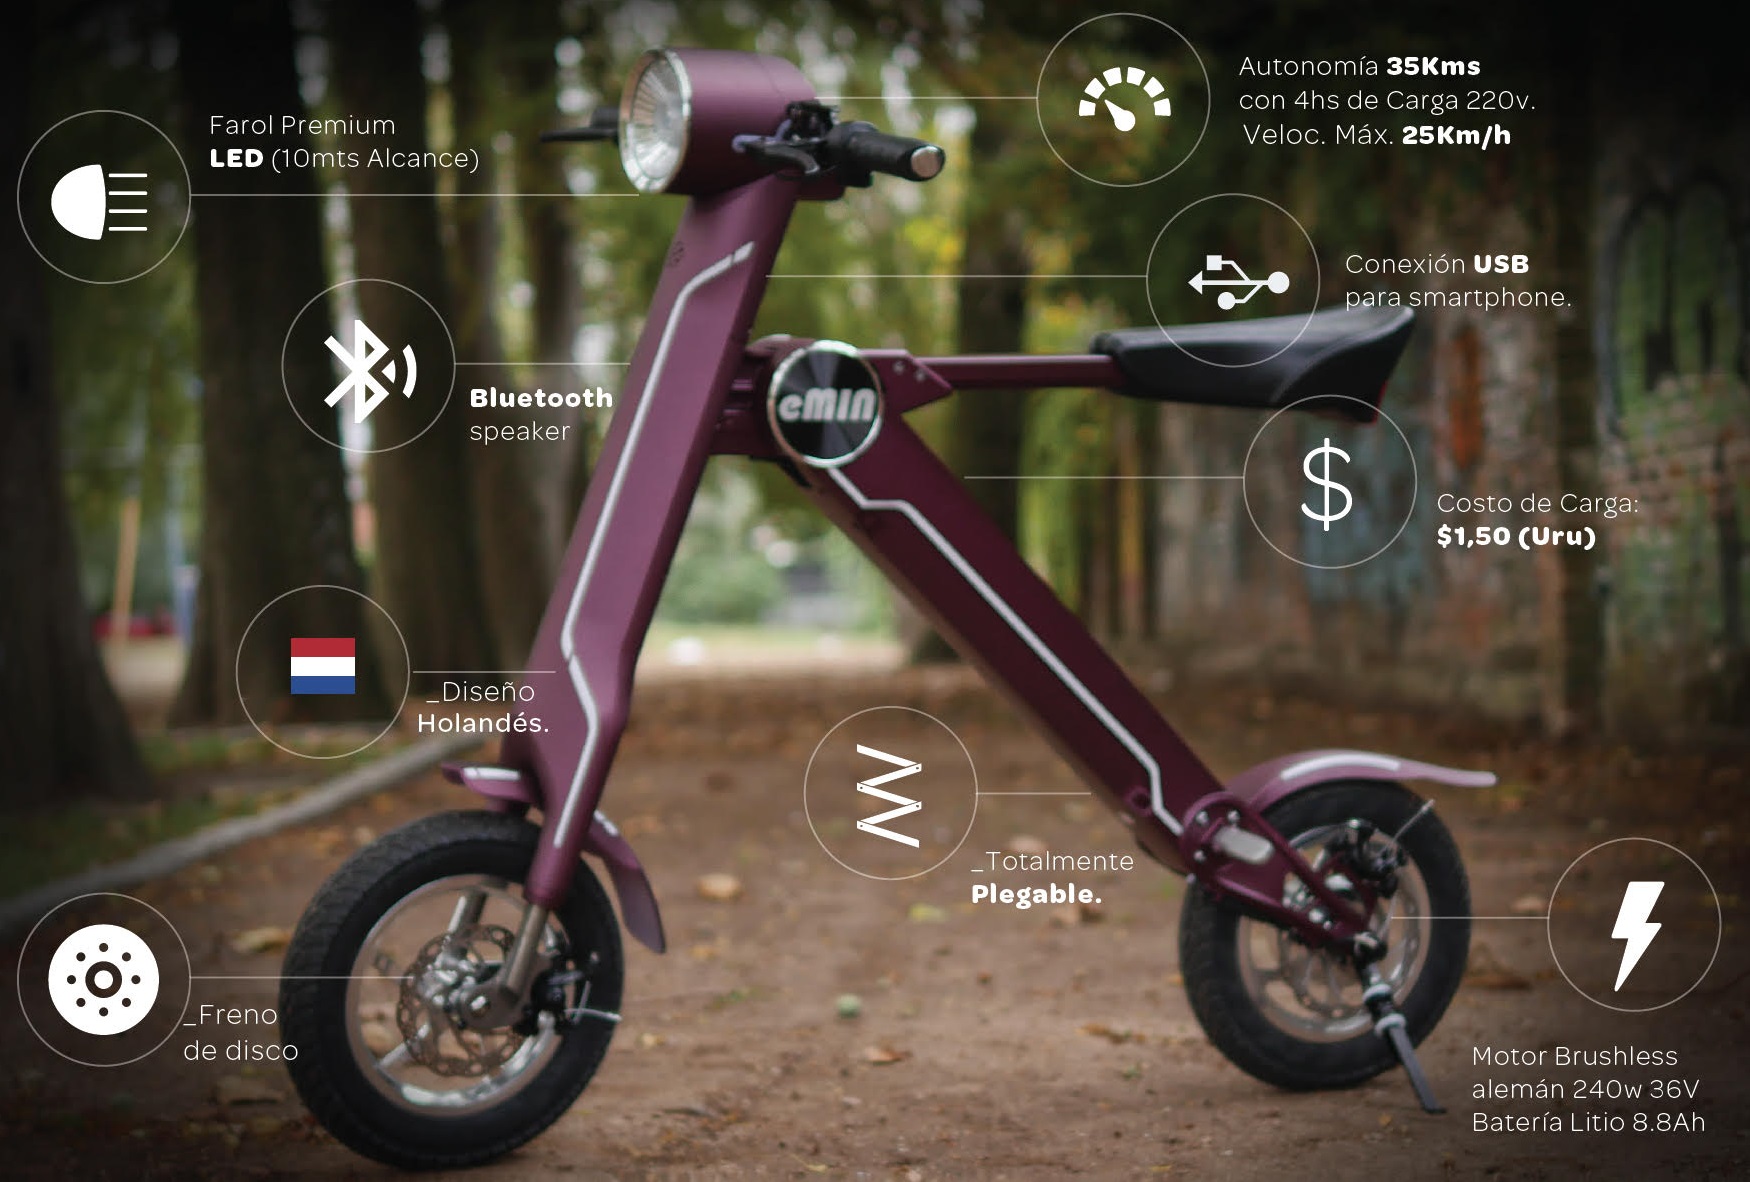 Farol Premium
LED (10mts Alcance)
Autonomía 35Kms
con 4hs de Carga 220v.
Veloc. Máx. 25Km/h
Conexión USB
para smartphone.
Bluetooth
speaker
eMIN
Costo de Carga:
$1,50 (Uru)
_Diseño
Holandés.
_Totalmente
Plegable.
_Freno
de disco
Motor Brushless
alemán 240w 36V
Batería Litio 8.8Ah